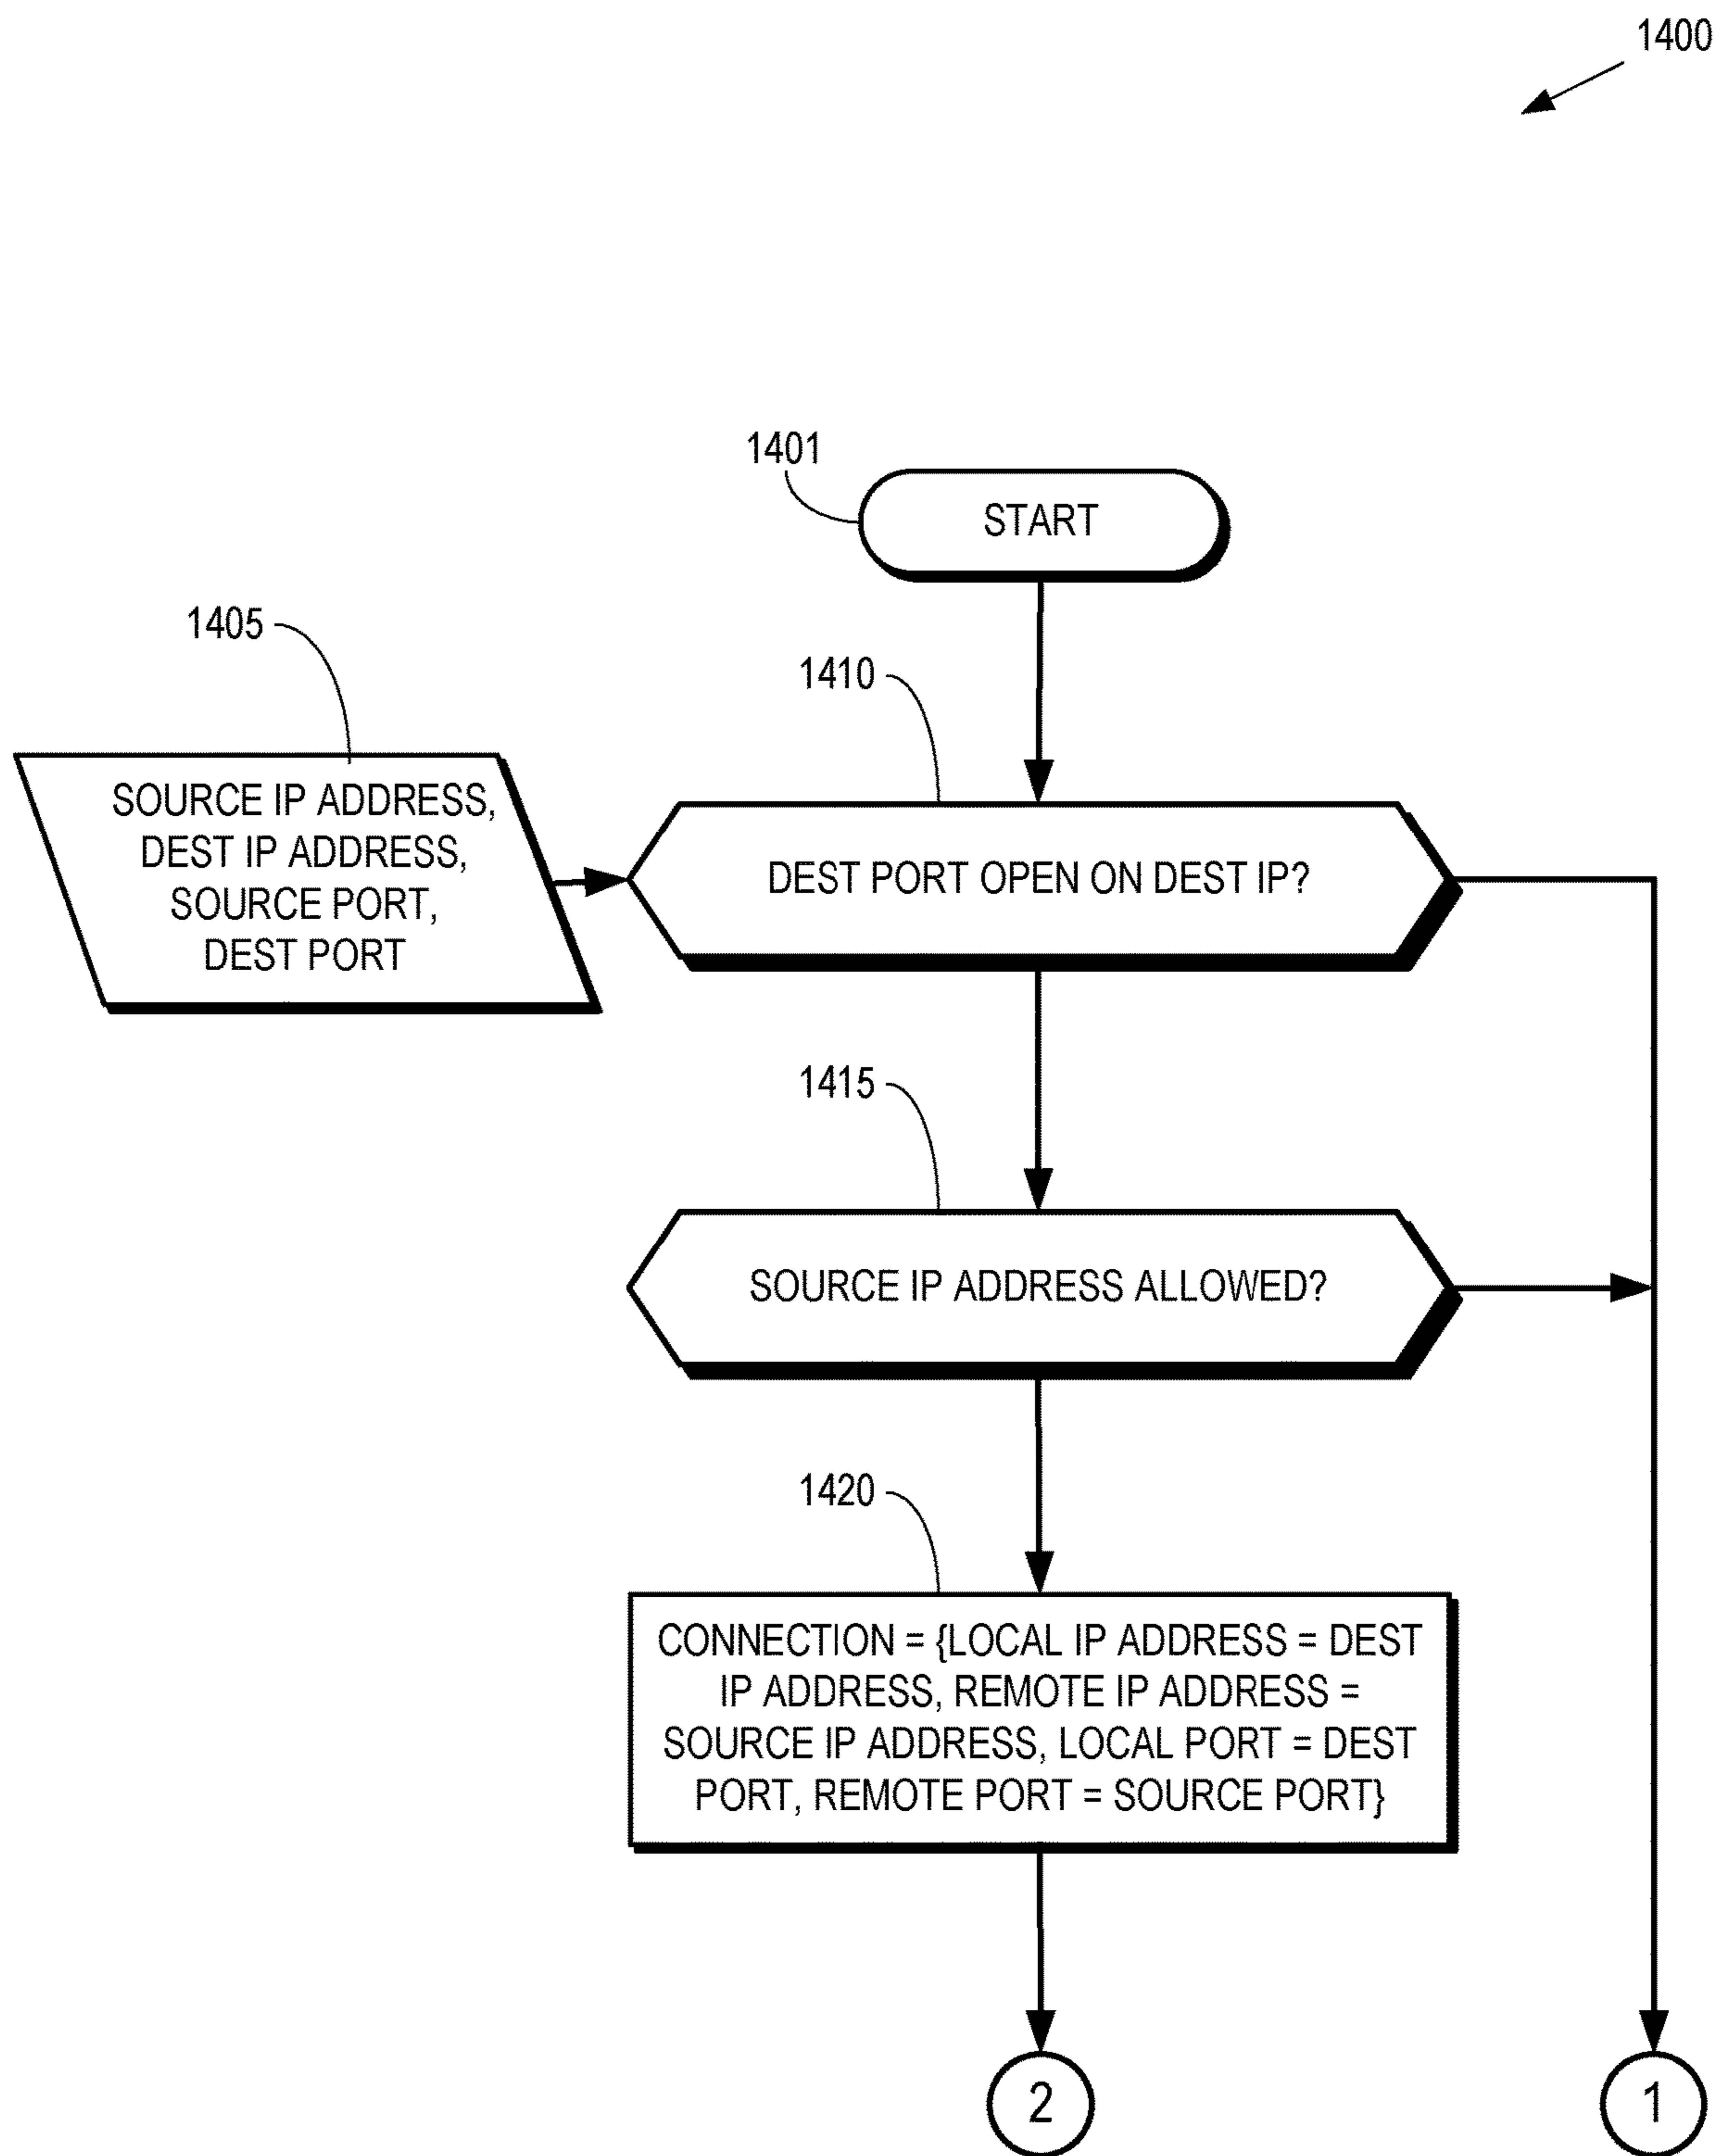 1400
1401
START
1405
1410
SOURCE IP ADDRESS,
DEST IP ADDRESS,
SOURCE PORT,
DEST PORT
DEST PORT OPEN ON DEST IP?
1415
SOURCE IP ADDRESS ALLOWED?
1420
CONNECTION = {LOCAL IP ADDRESS = DEST
IP ADDRESS, REMOTE IP ADDRESS =
SOURCE IP ADDRESS, LOCAL PORT = DEST
PORT, REMOTE PORT = SOURCE PORT}
2
1